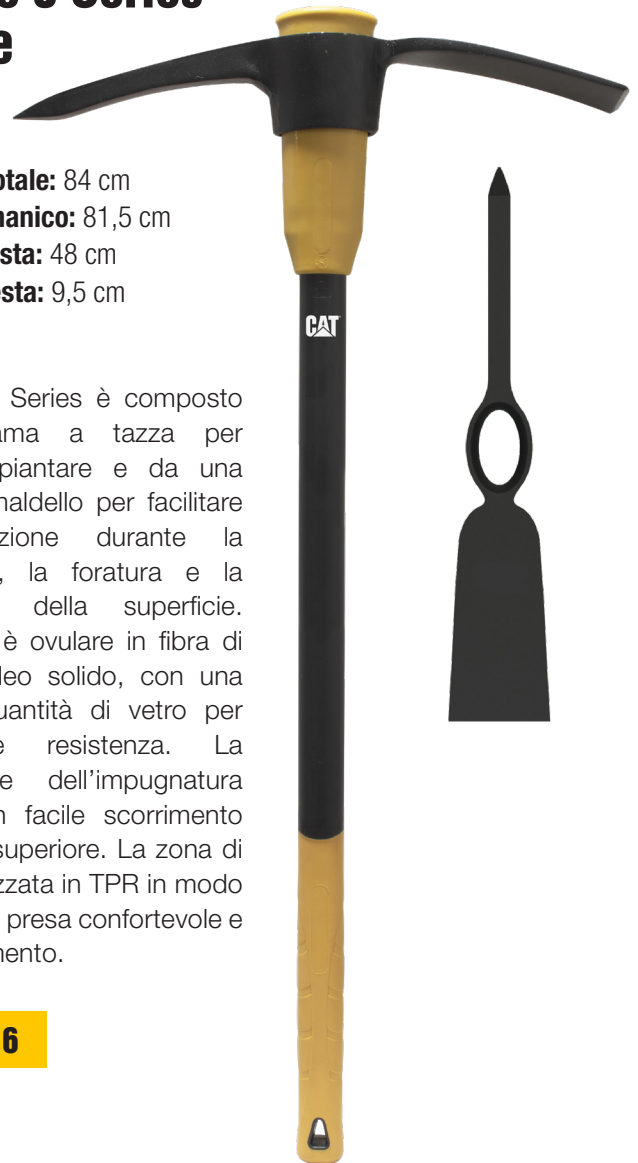 Series
e
otale: 84 cm
manico: 81,5 cm
sta: 48 cm
esta: 9,5 cm
Series è composto
ama a tazza per
piantare e da una
naldello per facilitare
zione durante la
, la foratura e la
della superficie.
è ovulare in fibra di
leo solido, con una
uantità di vetro per
e resistenza. La
e dell'impugnatura
n facile scorrimento
superiore. La zona di
zzata in TPR in modo
presa confortevole e
mento.
6
CAT